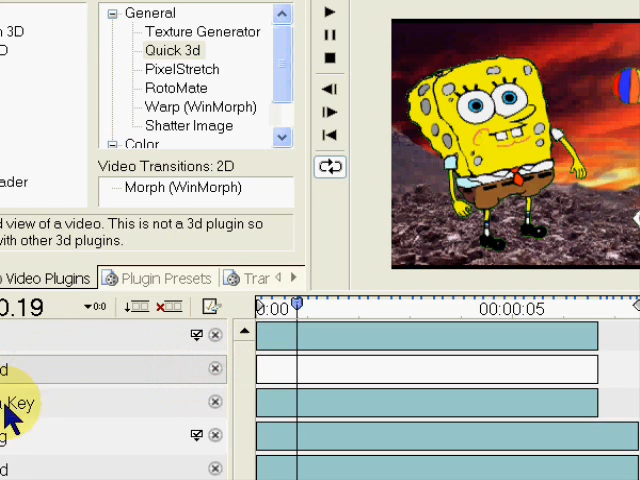 n 3D
D
ader
General
Texture Generator
Quick 3d
PixelStretch
RotoMate
Warp (WinMorph)
Shatter Image
Color
Video Transitions: 2D
Morph (WinMorph)
d view of a video. This is not a 3d plugin so
with other 3d plugins.
Video Plugins
Plugin Presets
Trar
0.19
0:00
0:00
00:00:05
d
a Key
g
d